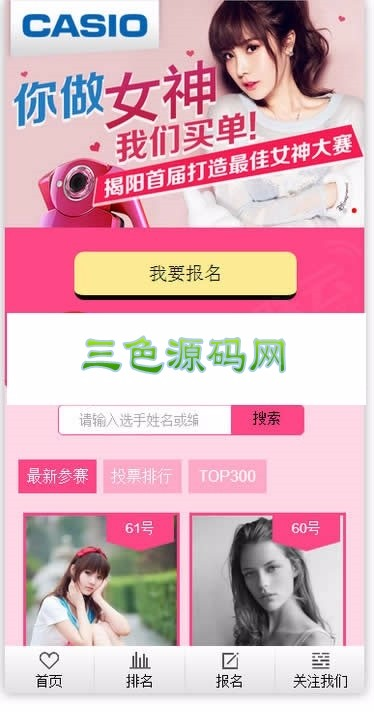 CASIO
你做女神
我们买单!
揭阳首届打造最佳女神大赛
我要报名
三色源码网
请输入选手姓名或编
搜索
最新参赛 投票排行 TOP300
61号 60号
首页 排名 报名 关注我们